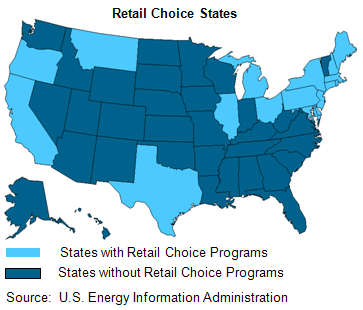 Retail Choice States
States with Retail Choice Programs
States without Retail Choice Programs
Source: U.S. Energy Information Administration